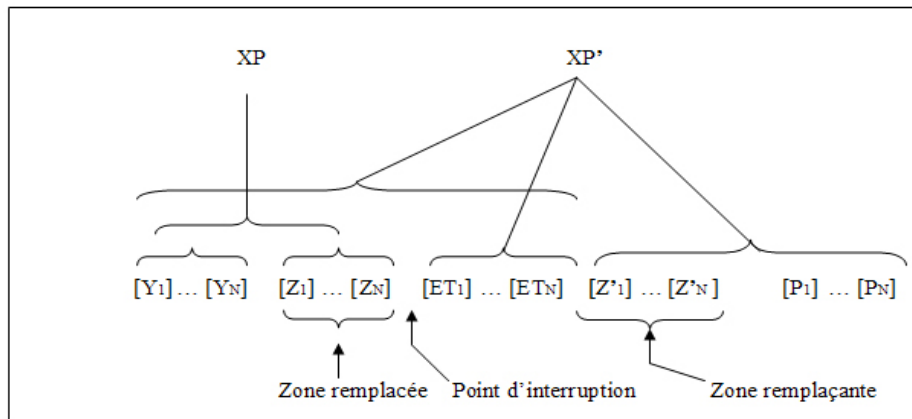 XP XP’
[Y1] … [YN] [Z1] … [ZN] [ET1] … [ETN] [Z’1] … [Z’N ] [P1] … [PN]
Zone remplacée Point d’interruption Zone remplaçante